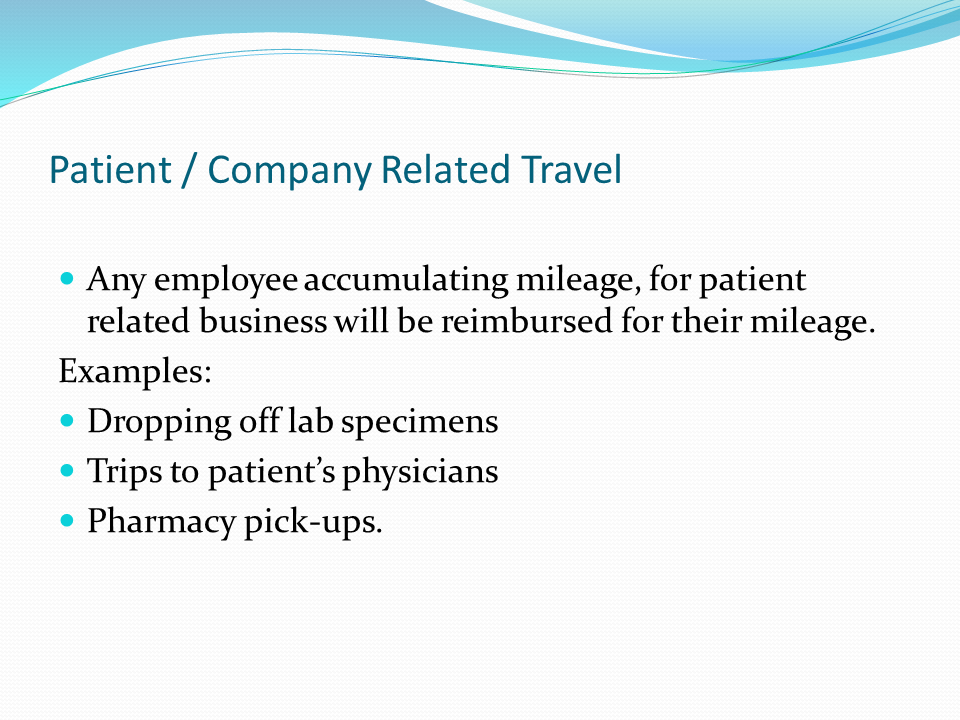 Patient / Company Related Travel
• Any employee accumulating mileage, for patient
related business will be reimbursed for their mileage.
Examples:
• Dropping off lab specimens
• Trips to patient’s physicians
• Pharmacy pick-ups.